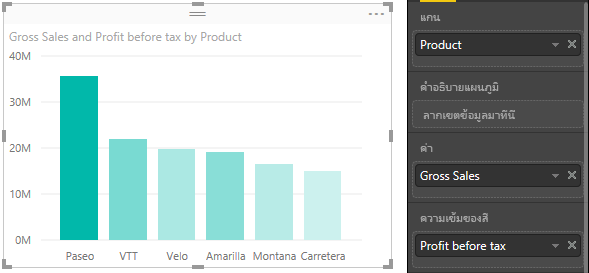 Gross Sales and Profit before tax by Product
40M
30M
20M
10M
0M
Paseo VTT Velo Amarilla Montana Carretera
แกน
Product
คำอธิบายแผนภูมิ
ลากเขตข้อมูลมาที่นี่
ค่า
Gross Sales
ความเข้มของสี
Profit before tax